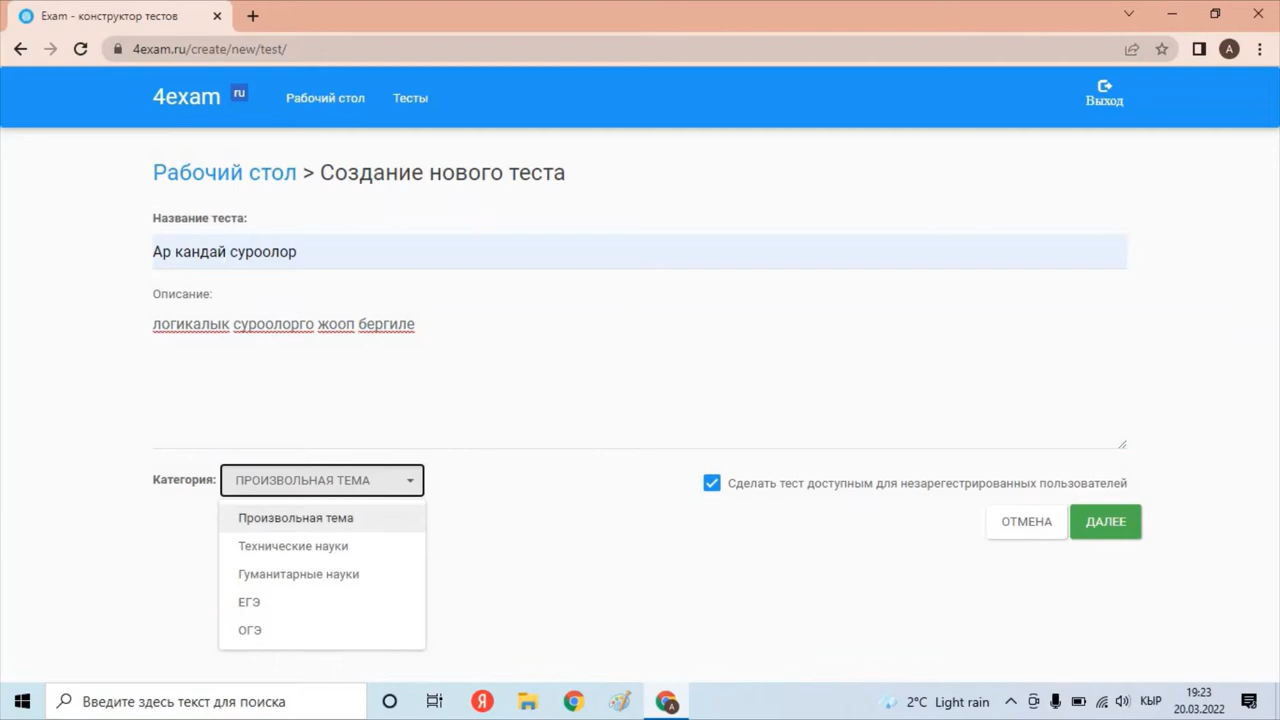 Exam - конструктор тестов
4exam.ru/create/new/test/
A
4exam ru
Рабочий стол
Тесты
Выход
Рабочий стол > Создание нового теста
Название теста:
Ар кандай суроолор
Описание:
логикалык суроолорго жооп бергиле
Категория: ПРОИЗВОЛЬНАЯ ТЕМА
Сделать тест доступным для незарегестрированных пользователей
Произвольная тема
Технические науки
Гуманитарные науки
ЕГЭ
ОГЭ
ОТМЕНА
ДАЛЕЕ
Введите здесь текст для поиска
Я
A
2°C Light rain
КЫР
19:23
20.03.2022